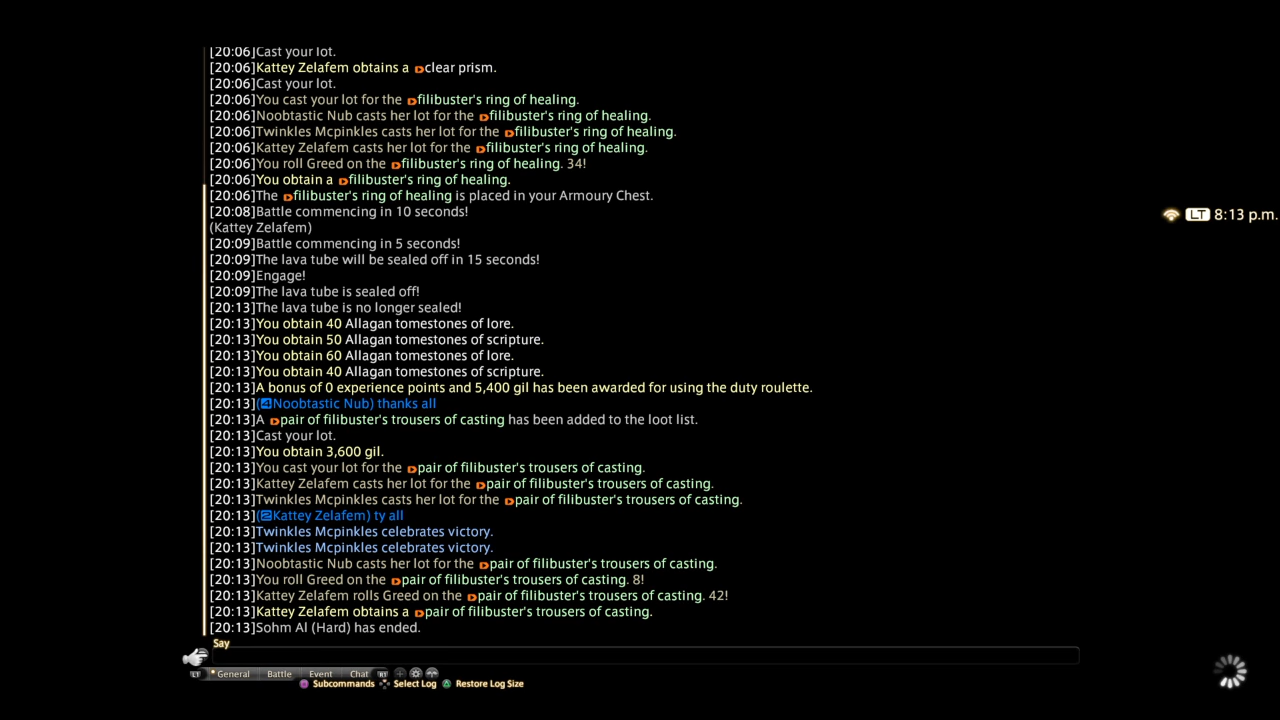 [20:06]Cast your lot.
[20:06]Kattey Zelafem obtains a clear prism.
[20:06]Cast your lot.
[20:06]You cast your lot for the filibuster's ring of healing.
[20:06]Noobtastic Nub casts her lot for the filibuster's ring of healing.
[20:06]Twinkles Mcpinkles casts her lot for the filibuster's ring of healing.
[20:06]Kattey Zelafem casts her lot for the filibuster's ring of healing.
[20:06]You roll Greed on the filibuster's ring of healing. 34!
[20:06]You obtain a filibuster's ring of healing.
[20:06]The filibuster's ring of healing is placed in your Armoury Chest.
[20:08]Battle commencing in 10 seconds!
LT 8:13 p.m.
(Kattey Zelafem)
[20:09]Battle commencing in 5 seconds!
[20:09]The lava tube will be sealed off in 15 seconds!
[20:09]Engage!
[20:09]The lava tube is sealed off!
[20:13]The lava tube is no longer sealed!
[20:13]You obtain 40 Allagan tomestones of lore.
[20:13]You obtain 50 Allagan tomestones of scripture.
[20:13]You obtain 60 Allagan tomestones of lore.
[20:13]You obtain 40 Allagan tomestones of scripture.
[20:13]A bonus of 0 experience points and 5,400 gil has been awarded for using the duty roulette.
[20:13](4Noobtastic Nub) thanks all
[20:13]A pair of filibuster's trousers of casting has been added to the loot list.
[20:13]Cast your lot.
[20:13]You obtain 3,600 gil.
[20:13]You cast your lot for the pair of filibuster's trousers of casting.
[20:13]Kattey Zelafem casts her lot for the pair of filibuster's trousers of casting.
[20:13]Twinkles Mcpinkles casts her lot for the pair of filibuster's trousers of casting.
[20:13](2Kattey Zelafem) ty all
[20:13]Twinkles Mcpinkles celebrates victory.
[20:13]Twinkles Mcpinkles celebrates victory.
[20:13]Noobtastic Nub casts her lot for the pair of filibuster's trousers of casting.
[20:13]You roll Greed on the pair of filibuster's trousers of casting. 8!
[20:13]Kattey Zelafem rolls Greed on the pair of filibuster's trousers of casting. 42!
[20:13]Kattey Zelafem obtains a pair of filibuster's trousers of casting.
[20:13]Sohm Al (Hard) has ended.
Say
L1 General Battle Event Chat R1
Subcommands Select Log Restore Log Size